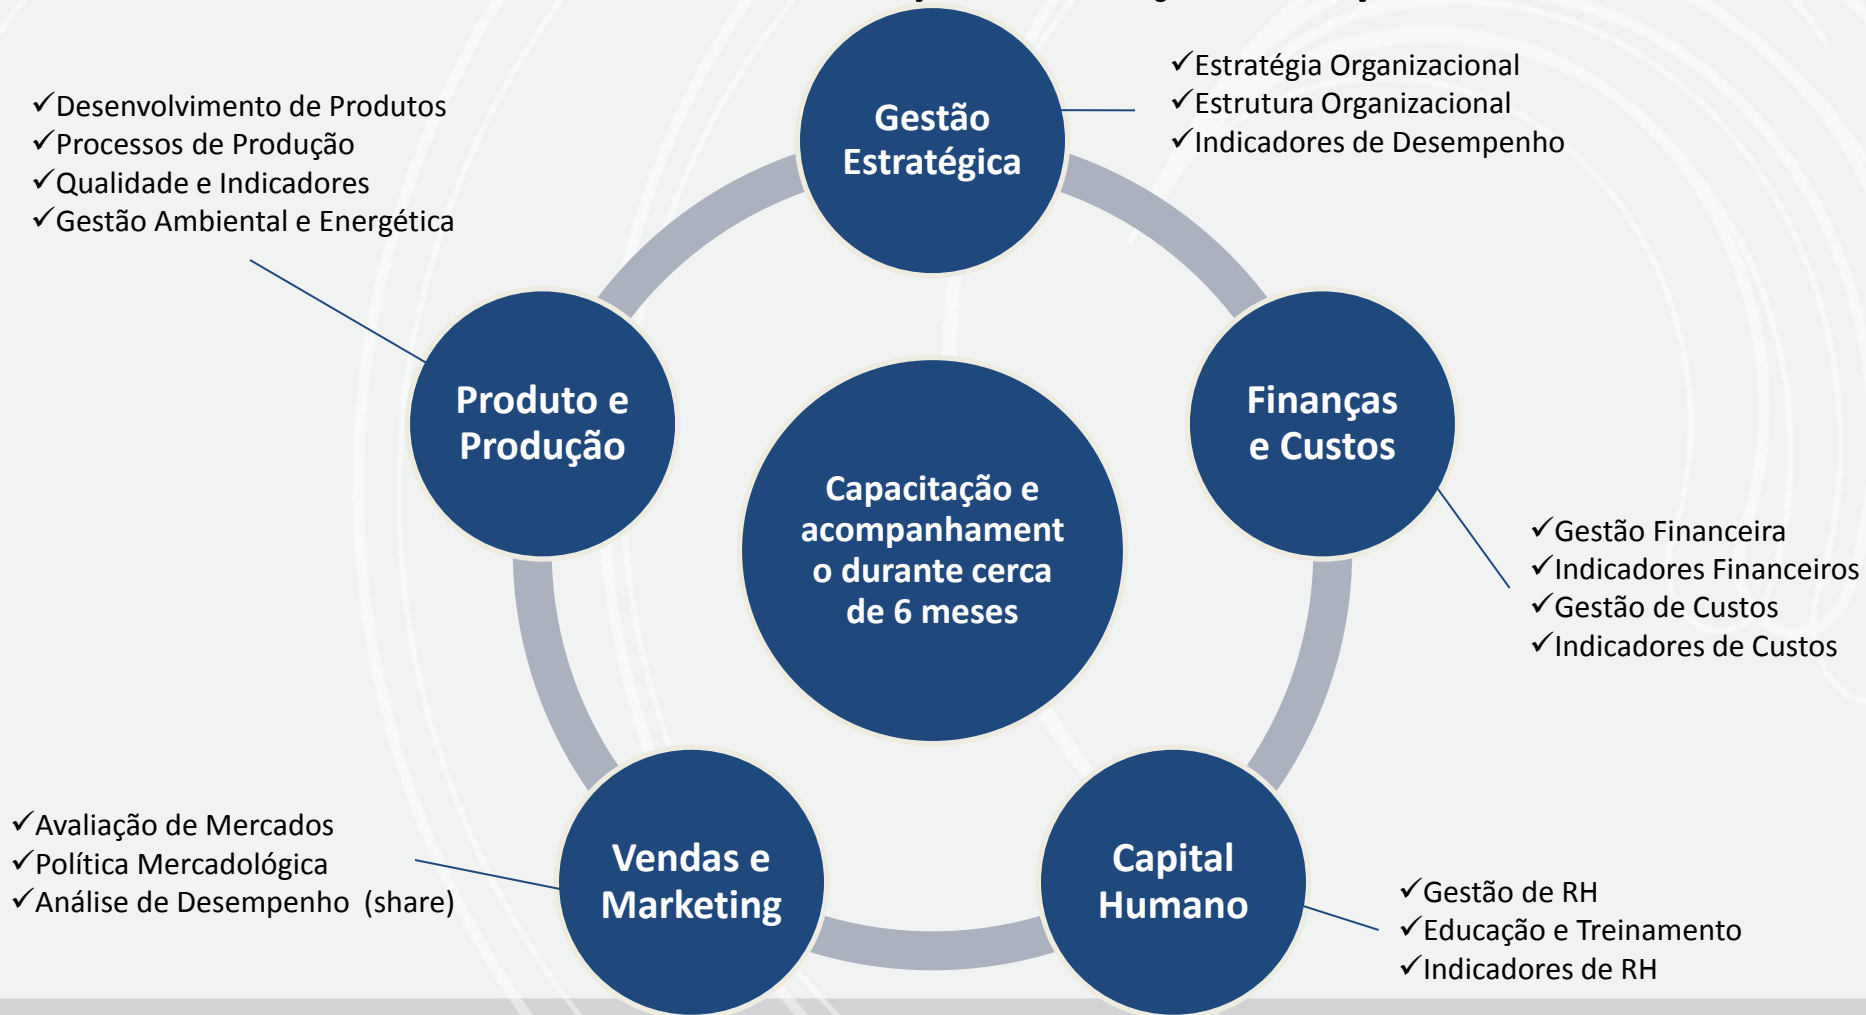 ✓Estratégia Organizacional
✓Estrutura Organizacional
✓Indicadores de Desempenho
Gestão
Estratégica
✓Desenvolvimento de Produtos
✓Processos de Produção
✓Qualidade e Indicadores
✓Gestão Ambiental e Energética
Produto e
Produção
Finanças
e Custos
✓Gestão Financeira
✓Indicadores Financeiros
✓Gestão de Custos
✓Indicadores de Custos
Capacitação e
acompanhament
o durante cerca
de 6 meses
✓Avaliação de Mercados
✓Política Mercadológica
✓Análise de Desempenho (share)
Vendas e
Marketing
Capital
Humano
✓Gestão de RH
✓Educação e Treinamento
✓Indicadores de RH